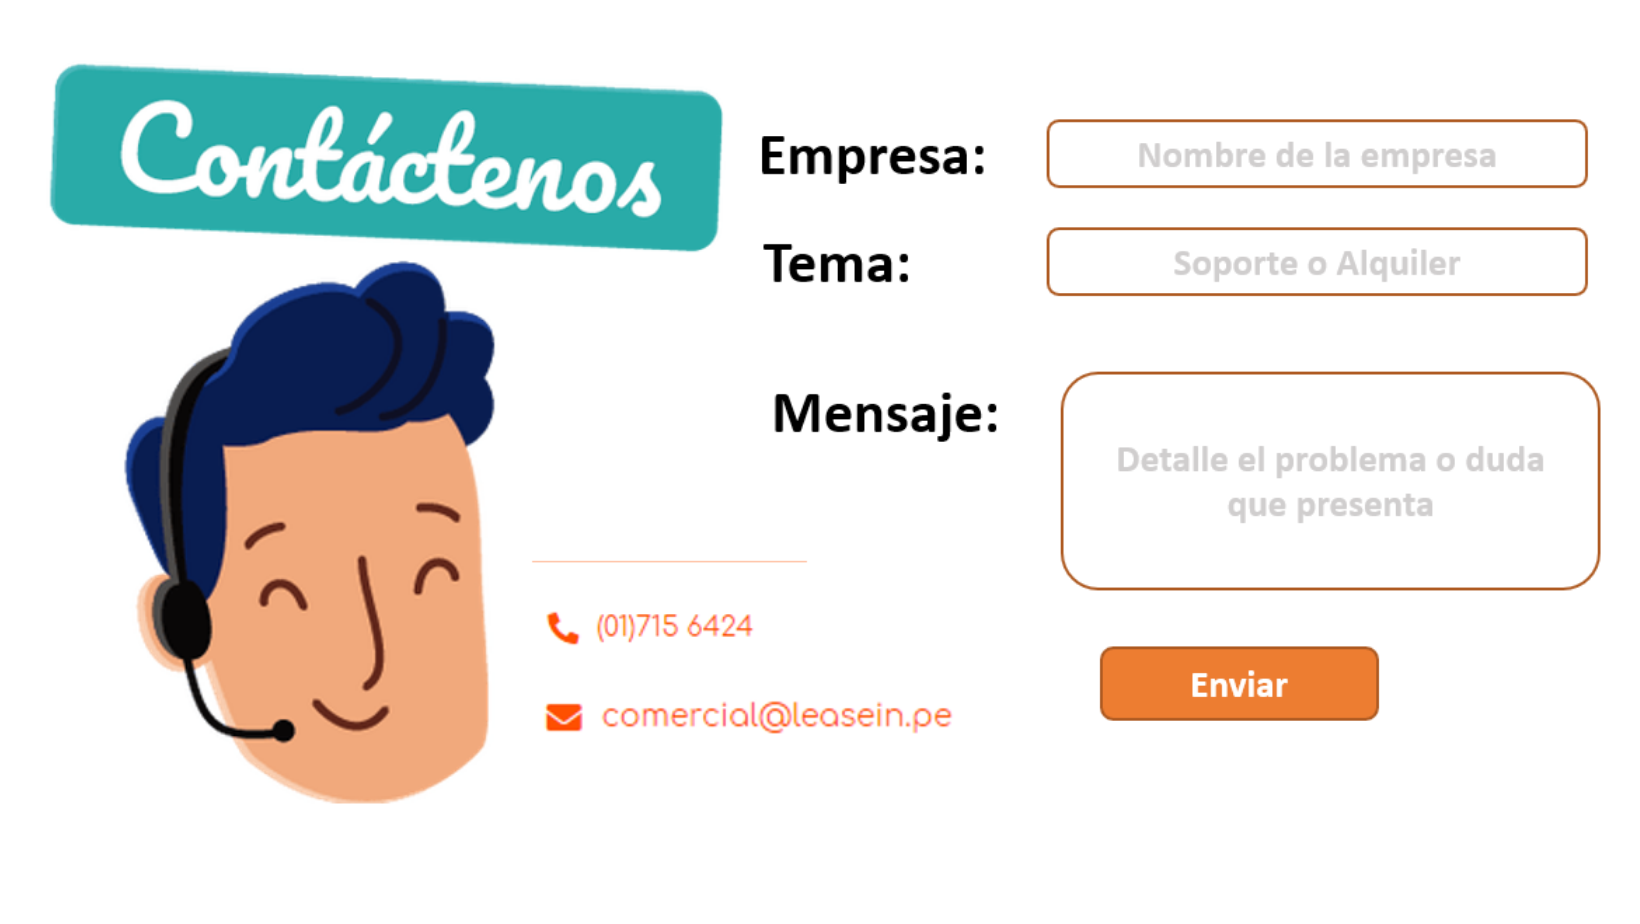 Contáctenos
Empresa:
Nombre de la empresa
Tema:
Soporte o Alquiler
Mensaje:
Detalle el problema o duda
que presenta
(01)715 6424
comercial@leasein.pe
Enviar